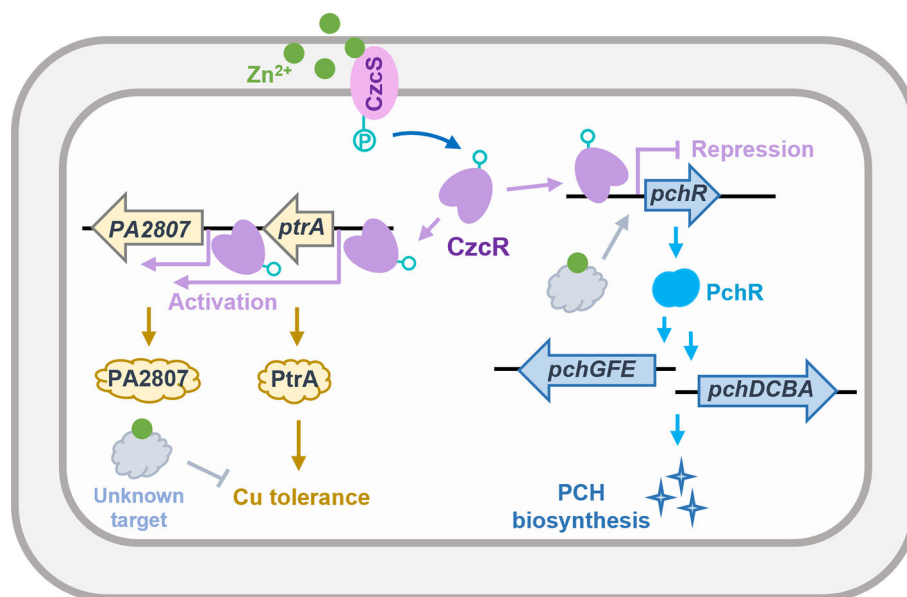 Zn²⁺
CzcS
P
Repression
pchR
PA2807
ptrA
CzcR
Activation
PchR
pchGFE
pchDCBA
PA2807
PtrA
Unknown
target
Cu tolerance
PCH
biosynthesis